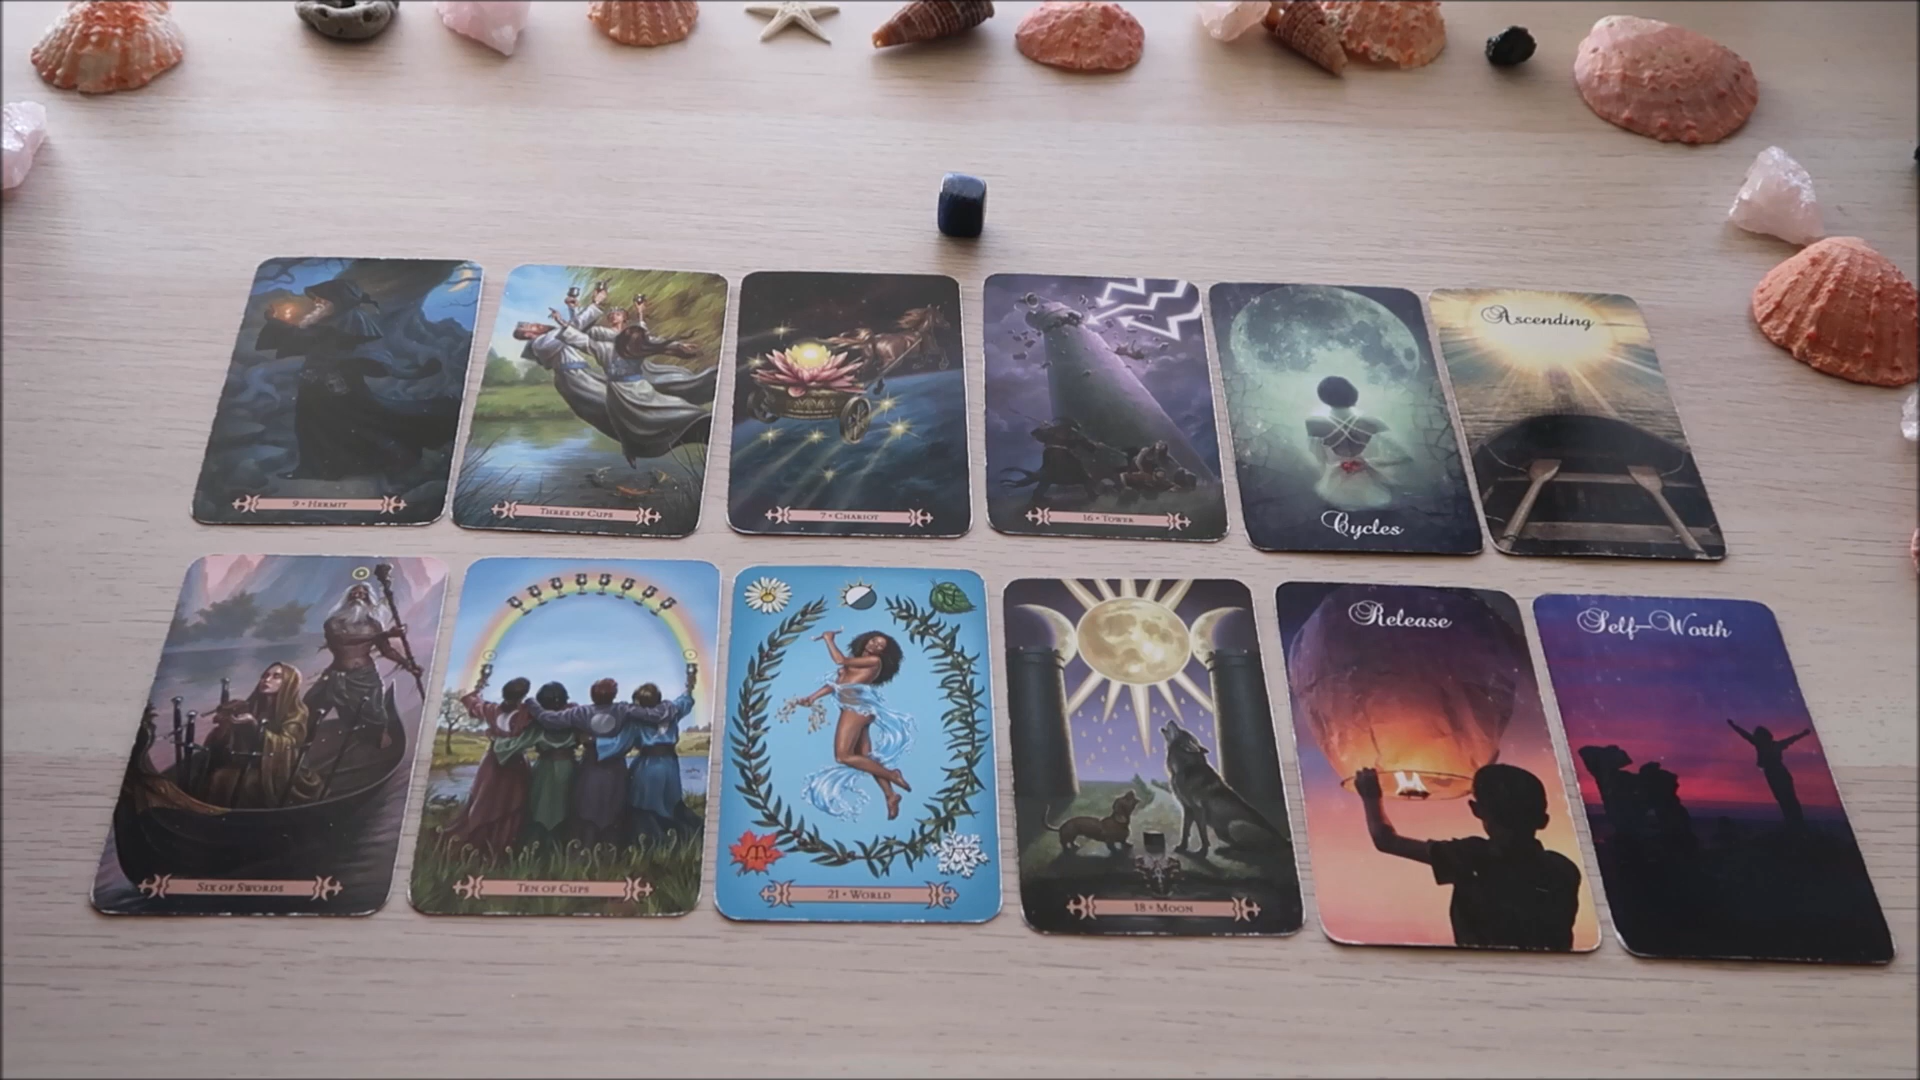 9 • Hermit
Three of Cups
7 • Chariot
16 • Tower
Cycles
Ascending
Six of Swords
Ten of Cups
21 • World
18 • Moon
Release
Self-Worth